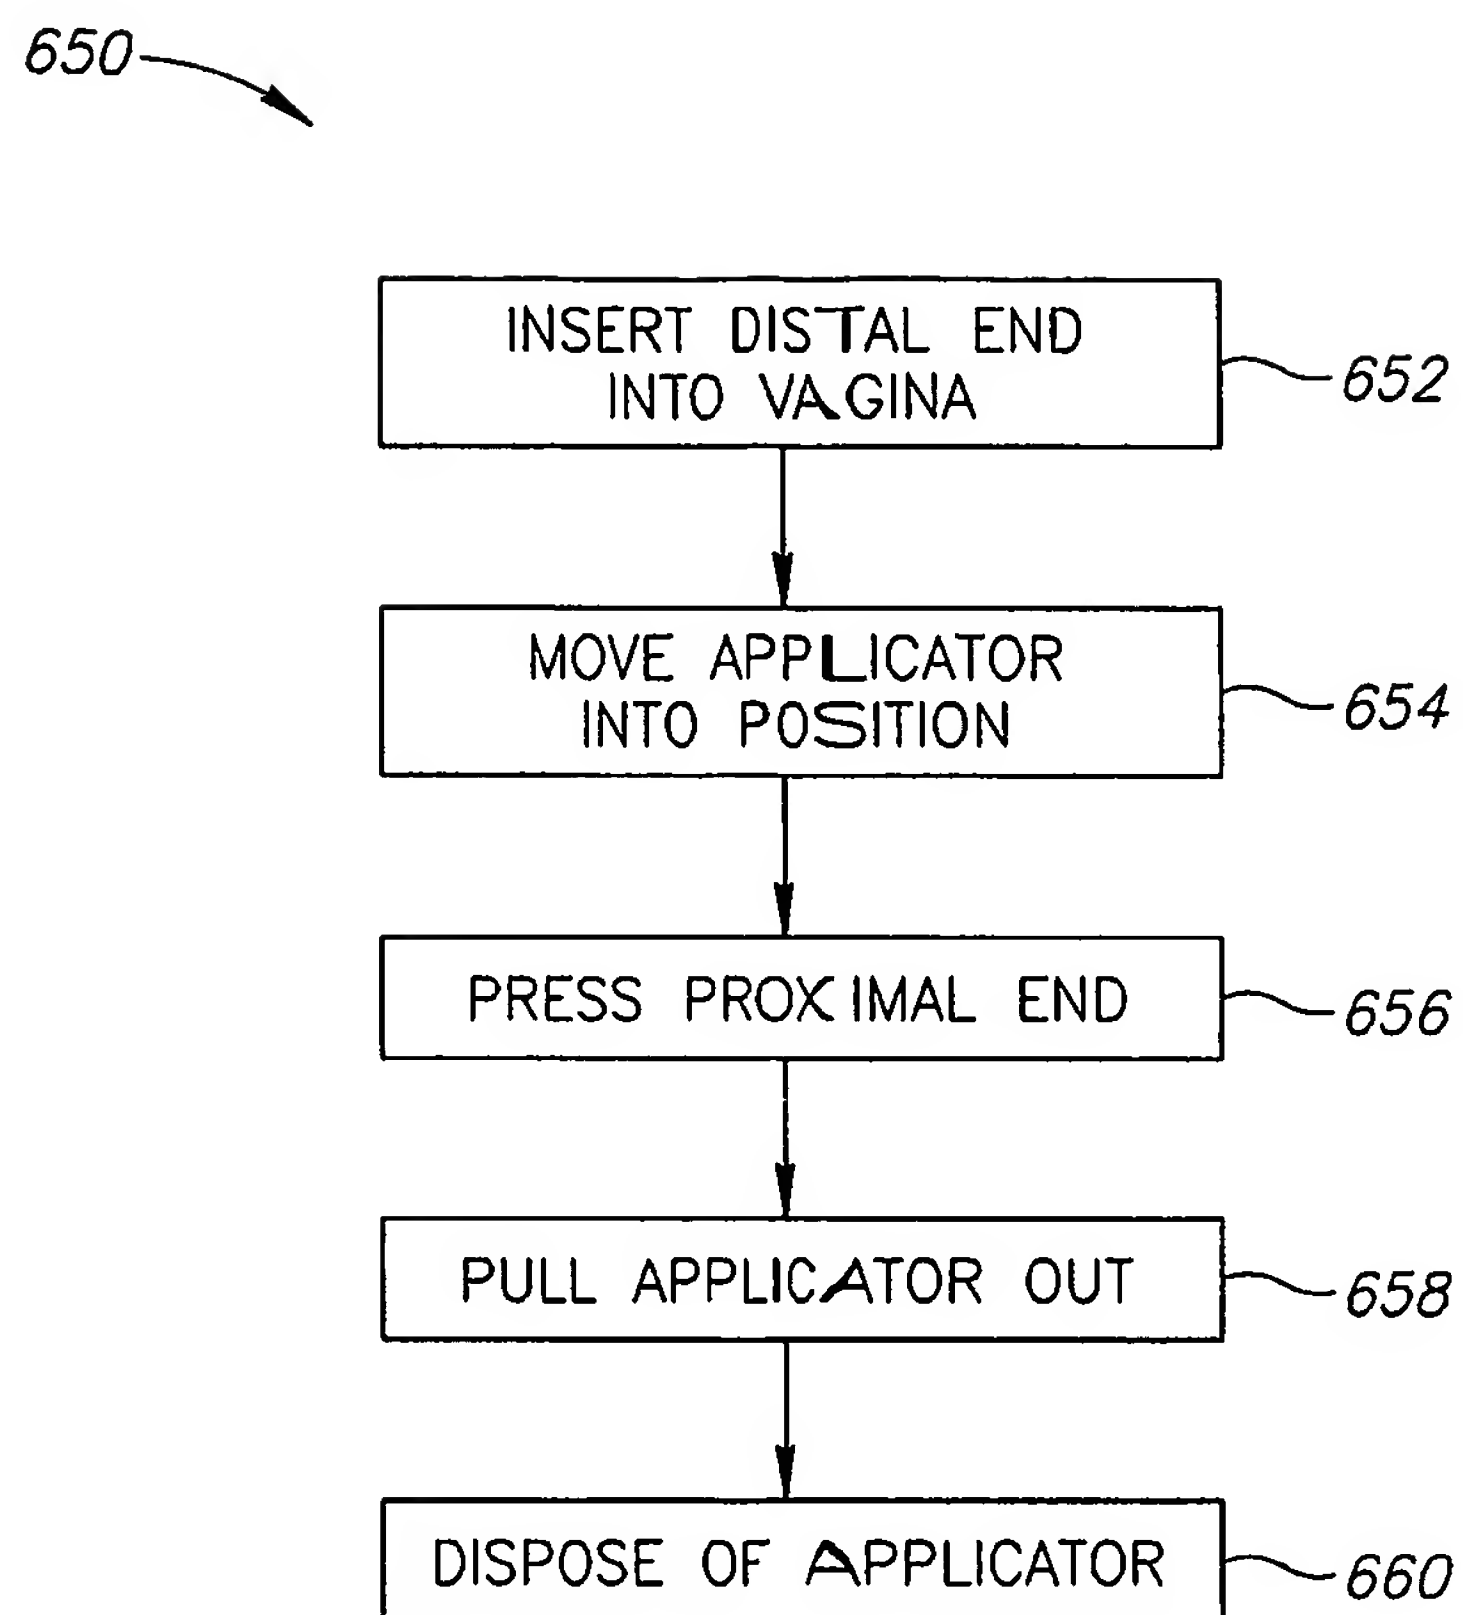 650
INSERT DISTAL END
INTO VAGINA
652
MOVE APPLICATOR
INTO POSITION
654
PRESS PROXIMAL END
656
PULL APPLICATOR OUT
658
DISPOSE OF APPLICATOR
660